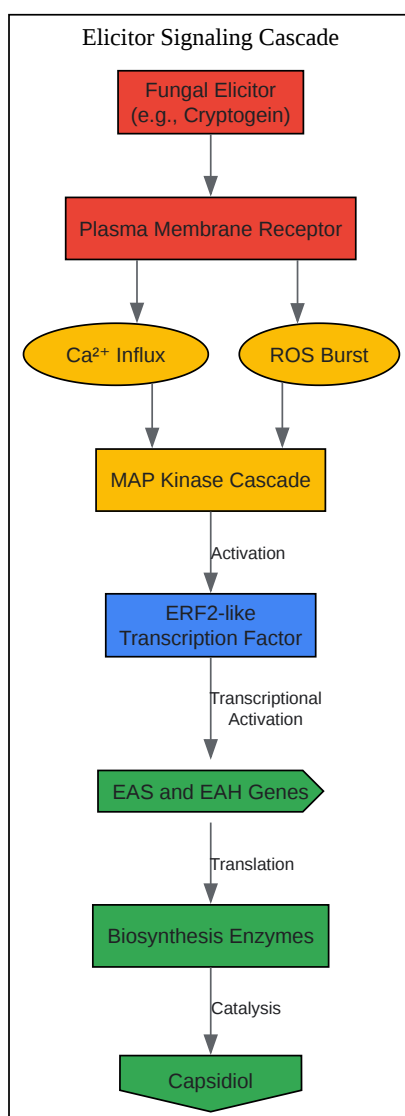 Elicitor Signaling Cascade
Fungal Elicitor
(e.g., Cryptogein)
Plasma Membrane Receptor
Ca²⁺ Influx
ROS Burst
MAP Kinase Cascade
Activation
ERF2-like
Transcription Factor
Transcriptional
Activation
EAS and EAH Genes
Translation
Biosynthesis Enzymes
Catalysis
Capsidiol